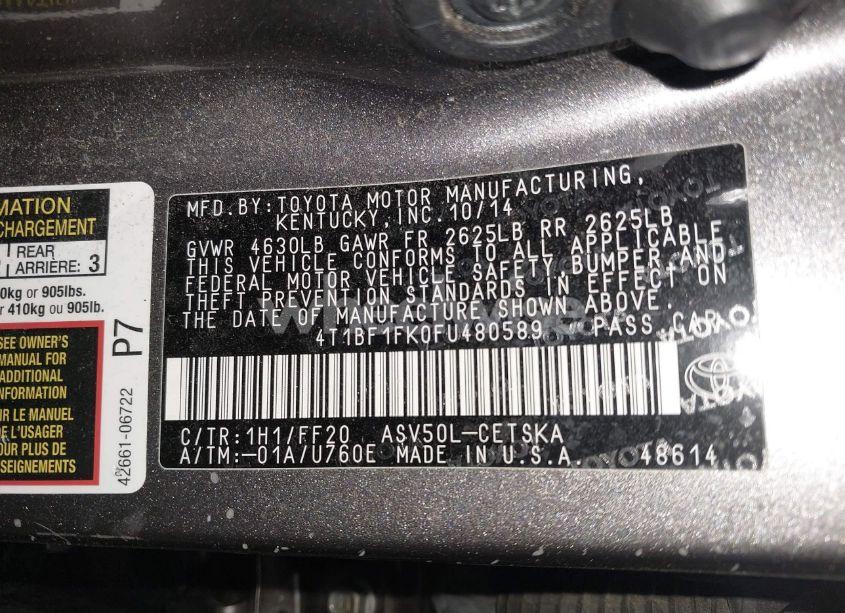 MATION
CHARGEMENT
REAR
ARRIÈRE: 3
0kg or 905lbs.
r 410kg ou 905lb.
SEE OWNER'S
MANUAL FOR
ADDITIONAL
INFORMATION
IR LE MANUEL
DE L'USAGER
POUR PLUS DE
SEIGNEMENTS
P7
42661-06722
MFD.BY:TOYOTA MOTOR MANUFACTURING,
KENTUCKY,INC.10/14
GVWR 4630LB GAWR FR 2625LB RR 2625LB
THIS VEHICLE CONFORMS TO ALL APPLICABLE
FEDERAL MOTOR VEHICLE SAFETY,BUMPER,AND
THEFT PREVENTION STANDARDS IN EFFECT ON
THE DATE OF MANUFACTURE SHOWN ABOVE.
4T1BF1FK0FU480589 PASS.CAR
C/TR:1H1/FF20 ASV50L-CETSKA
A/TM:-01A/U760E MADE IN U.S.A. 48614